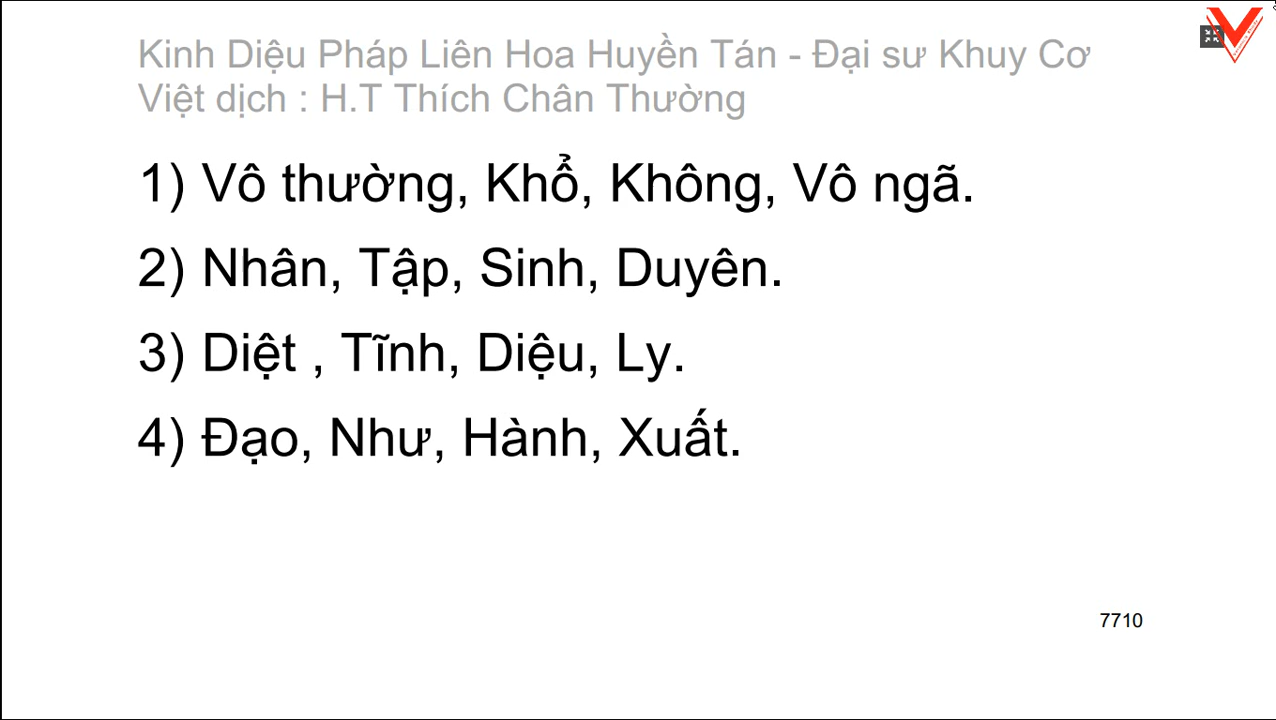 Kinh Diệu Pháp Liên Hoa Huyền Tán - Đại sư Khuy Cơ
Việt dịch : H.T Thích Chân Thường
1) Vô thường, Khổ, Không, Vô ngã.
2) Nhân, Tập, Sinh, Duyên.
3) Diệt , Tĩnh, Diệu, Ly.
4) Đạo, Như, Hành, Xuất.
7710